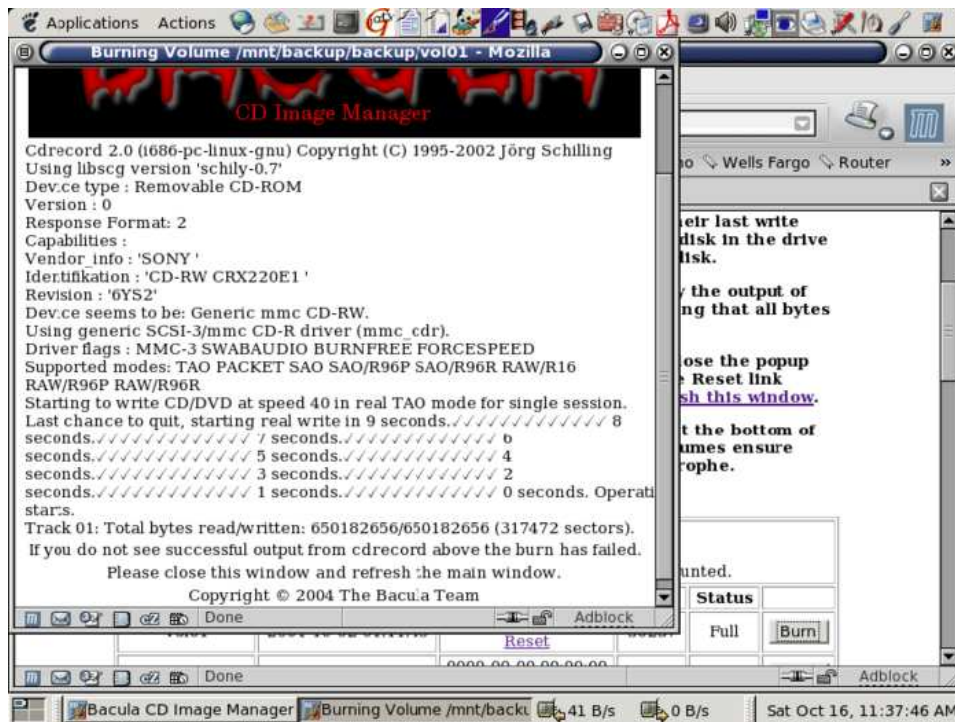 Applications Actions
Burning Volume /mnt/backup/backup/vol01 - Mozilla
CD Image Manager
Cdrecord 2.0 (i686-pc-linux-gnu) Copyright (C) 1995-2002 Jörg Schilling
Using libscg version 'schily-0.7'
Device type : Removable CD-ROM
Version : 0
Response Format: 2
Capabilities :
Vendor_info : 'SONY '
Identifikation : 'CD-RW CRX220E1 '
Revision : '6YS2'
Device seems to be: Generic mmc CD-RW.
Using generic SCSI-3/mmc CD-R driver (mmc_cdr).
Driver flags : MMC-3 SWABAUDIO BURNFREE FORCESPEED
Supported modes: TAO PACKET SAO SAO/R96P SAO/R96R RAW/R16
RAW/R96P RAW/R96R
Starting to write CD/DVD at speed 40 in real TAO mode for single session.
Last chance to quit, starting real write in 9 seconds.✓✓✓✓✓✓✓✓✓✓✓✓✓ 8
seconds.✓✓✓✓✓✓✓✓✓✓✓✓✓ 7 seconds.✓✓✓✓✓✓✓✓✓✓✓✓✓ 6
seconds.✓✓✓✓✓✓✓✓✓✓✓✓✓ 5 seconds.✓✓✓✓✓✓✓✓✓✓✓✓✓ 4
seconds.✓✓✓✓✓✓✓✓✓✓✓✓✓ 3 seconds.✓✓✓✓✓✓✓✓✓✓✓✓✓ 2
seconds.✓✓✓✓✓✓✓✓✓✓✓✓✓ 1 seconds.✓✓✓✓✓✓✓✓✓✓✓✓✓ 0 seconds. Operati
starts.
Track 01: Total bytes read/written: 650182656/650182656 (317472 sectors).
If you do not see successful output from cdrecord above the burn has failed.
Please close this window and refresh the main window.
Copyright © 2004 The Bacula Team
Done
Adblock
Wells Fargo Router »
eir last write
disk in the drive
disk.
the output of
ng that all bytes
ose the popup
Reset link
sh this window.
t the bottom of
umes ensure
rophe.
unted.
Status
Reset
Full
Burn
Done
Adblock
Bacula CD Image Manager
Burning Volume /mnt/backu
41 B/s
0 B/s
Sat Oct 16, 11:37:46 AM